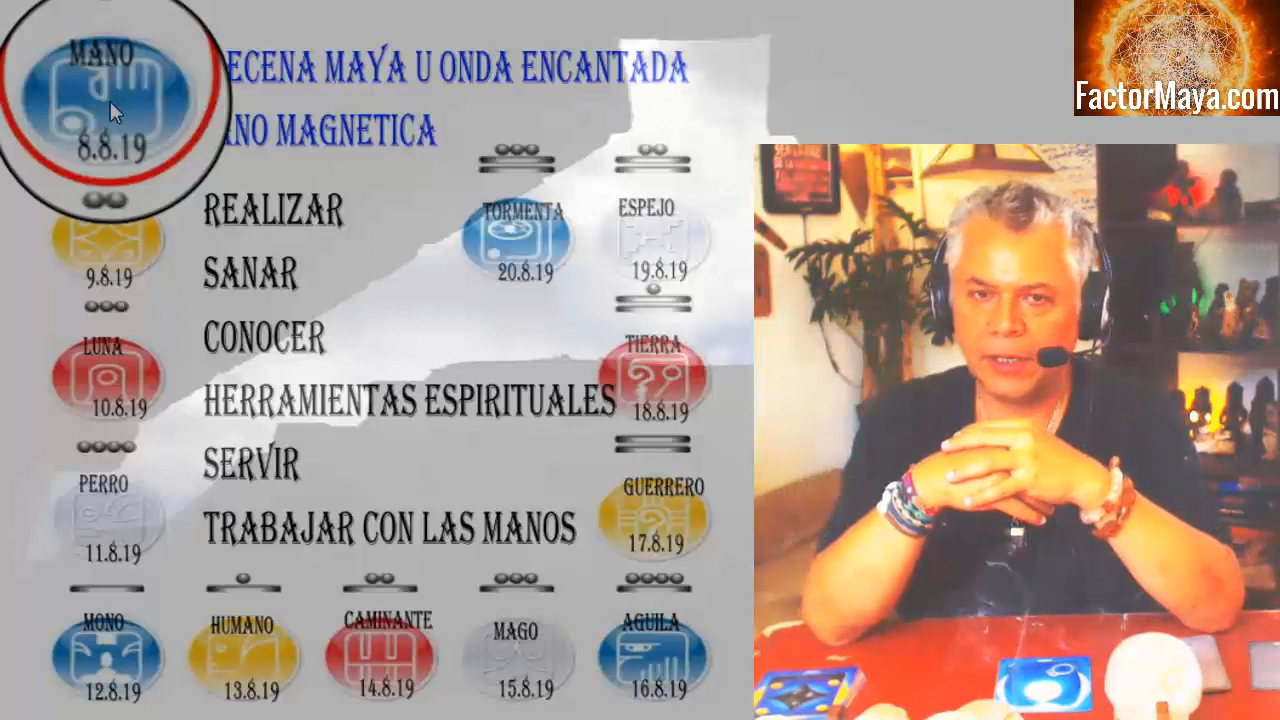 MANO
8.8.19
ECENA MAYA U ONDA ENCANTADA
ANO MAGNETICA
FactorMaya.com
REALIZAR
SANAR
CONOCER
HERRAMIENTAS ESPIRITUALES
SERVIR
TRABAJAR CON LAS MANOS
TORMENTA
20.8.19
ESPEJO
19.8.19
9.8.19
LUNA
10.8.19
TIERRA
18.8.19
PERRO
11.8.19
GUERRERO
17.8.19
MONO
12.8.19
HUMANO
13.8.19
CAMINANTE
14.8.19
MAGO
15.8.19
AGUILA
16.8.19